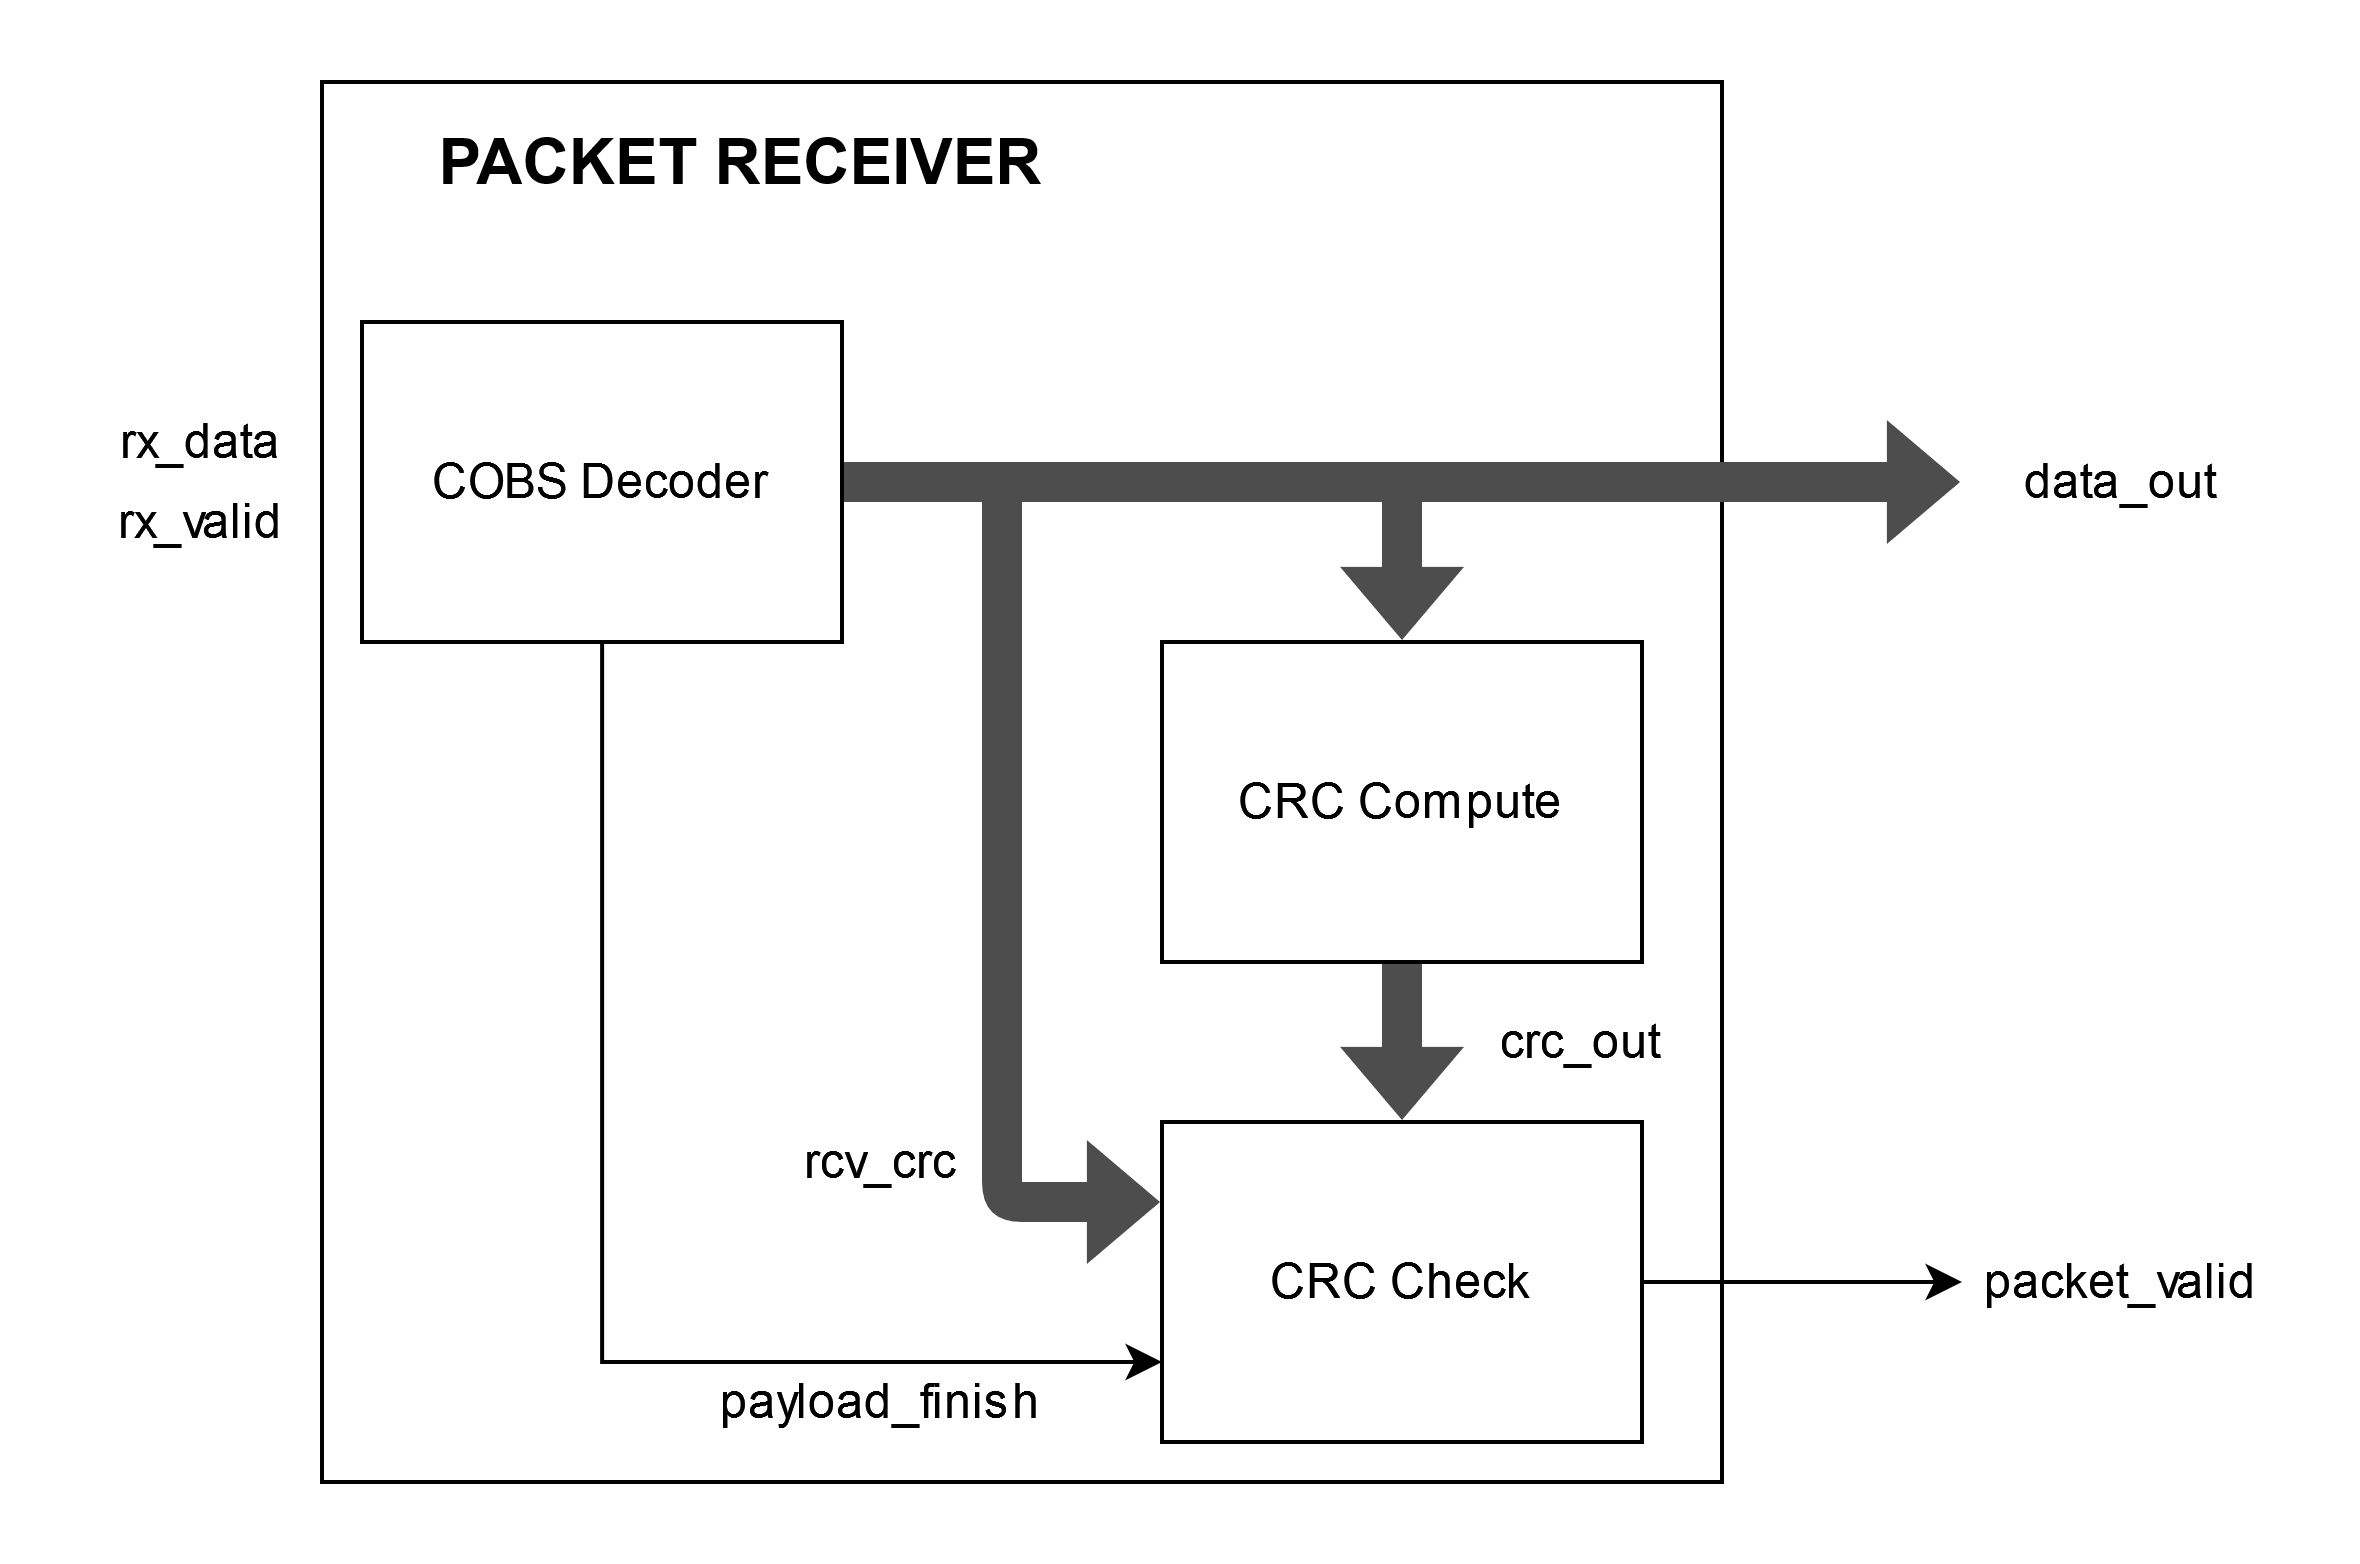 PACKET RECEIVER
rx_data
rx_valid
COBS Decoder
data_out
CRC Compute
crc_out
rcv_crc
CRC Check
packet_valid
payload_finish